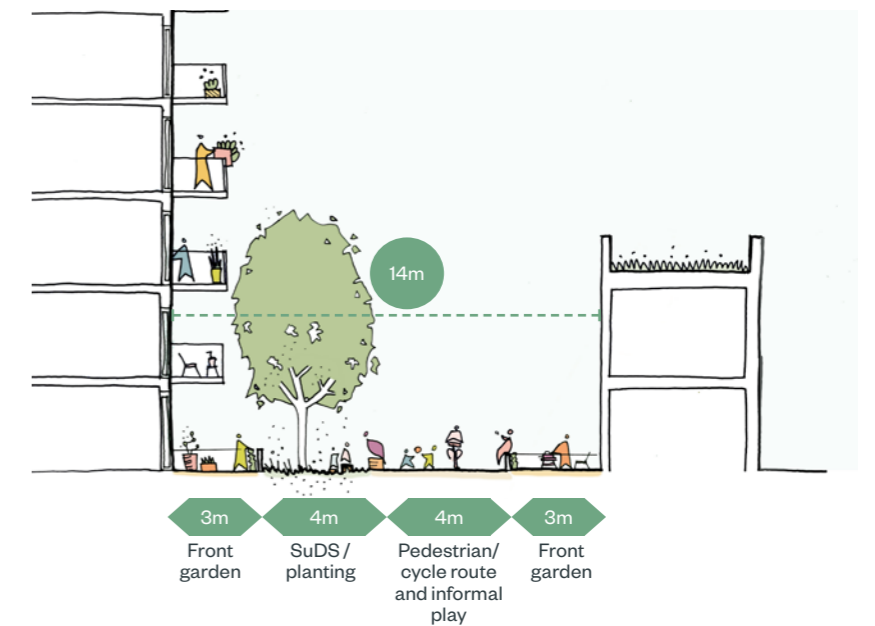 14m
3m
4m
4m
3m
Front
garden
SuDS /
planting
Pedestrian/
cycle route
and informal
play
Front
garden